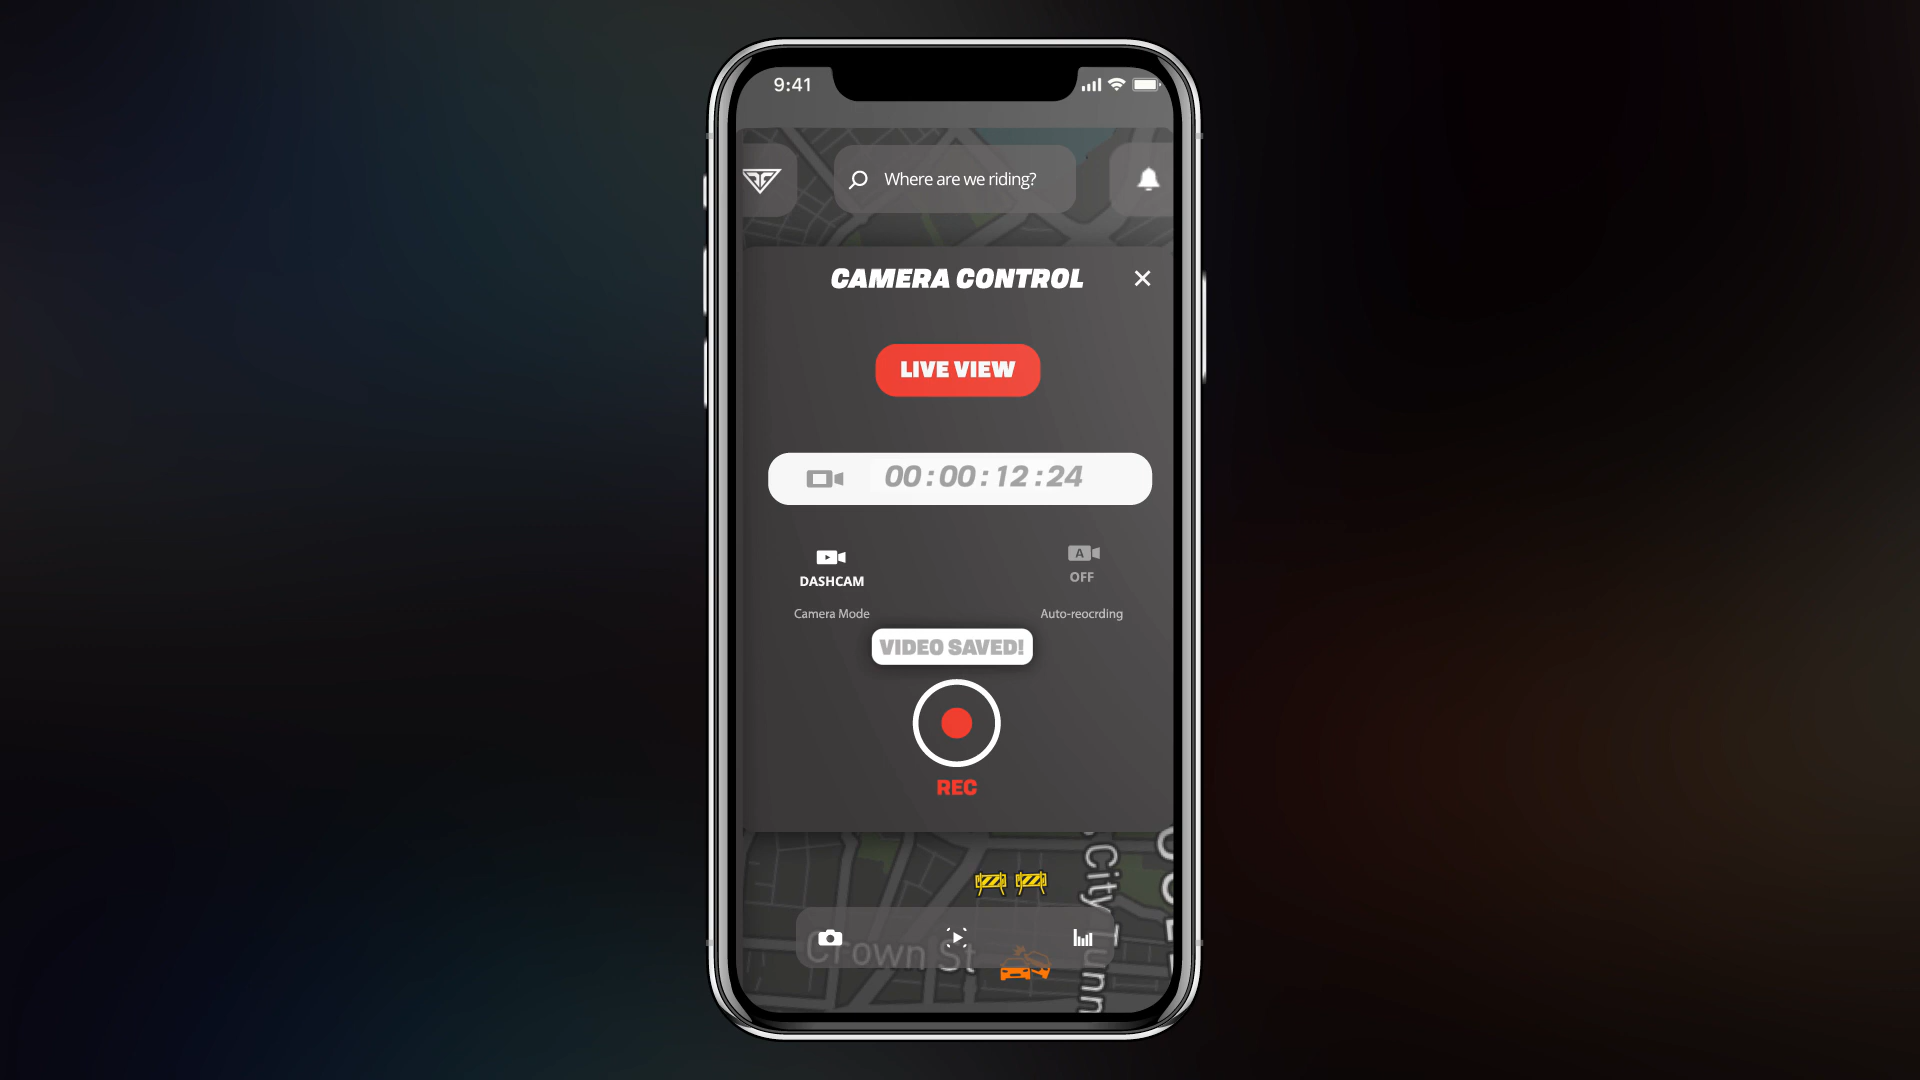 9:41
Where are we riding?
CAMERA CONTROL
LIVE VIEW
00:00:12:24
A
DASHCAM
OFF
Camera Mode
Auto-reocrding
VIDEO SAVED!
REC
City Tunn
Crown St